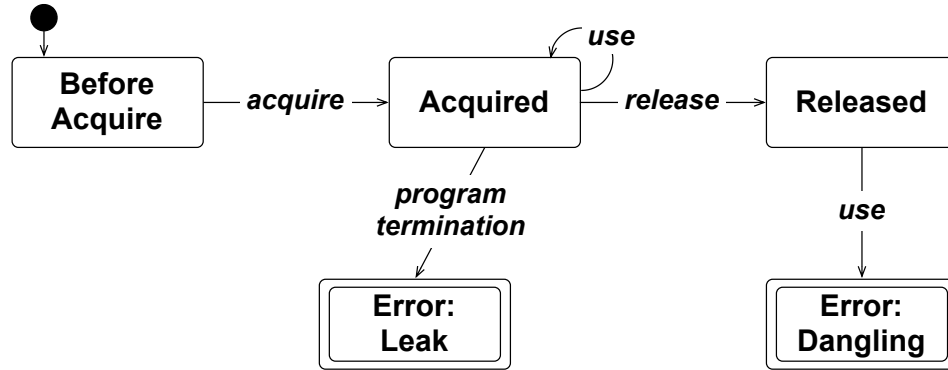 use
Before
Acquire
acquire
Acquired
release
Released
program
termination
use
Error:
Leak
Error:
Dangling